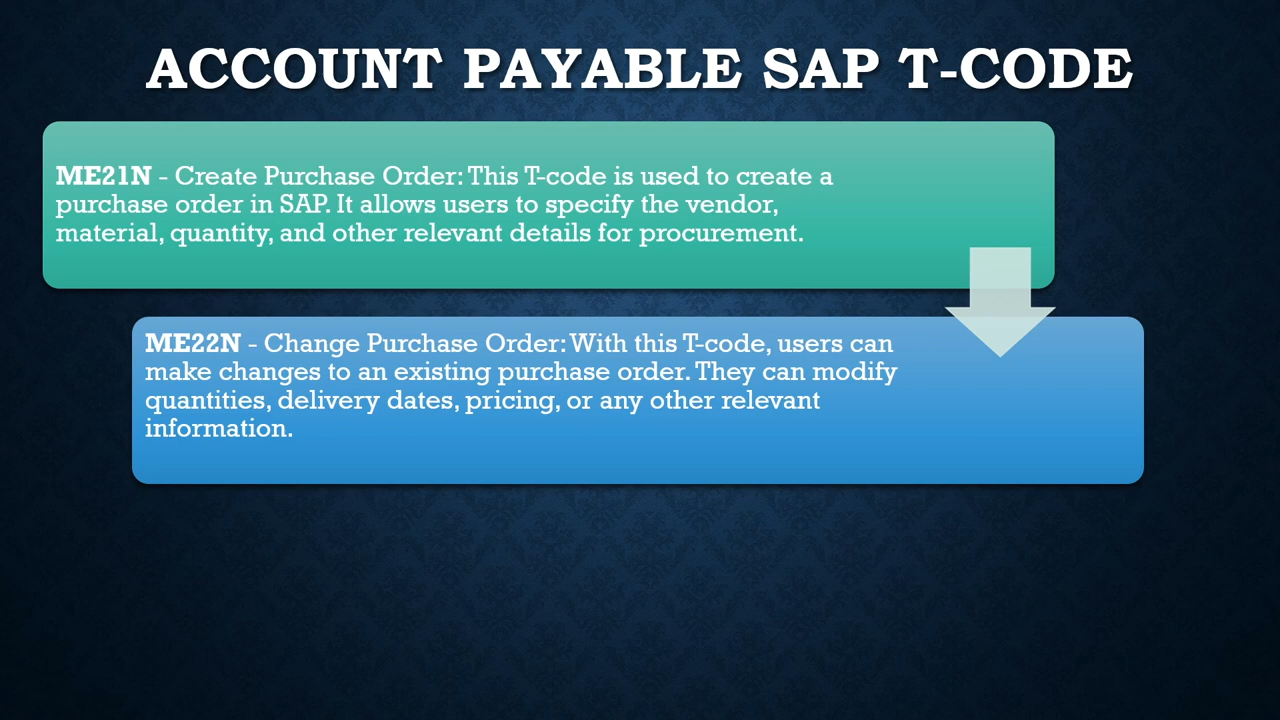 ACCOUNT PAYABLE SAP T-CODE
ME21N - Create Purchase Order: This T-code is used to create a
purchase order in SAP. It allows users to specify the vendor,
material, quantity, and other relevant details for procurement.
ME22N - Change Purchase Order: With this T-code, users can
make changes to an existing purchase order. They can modify
quantities, delivery dates, pricing, or any other relevant
information.